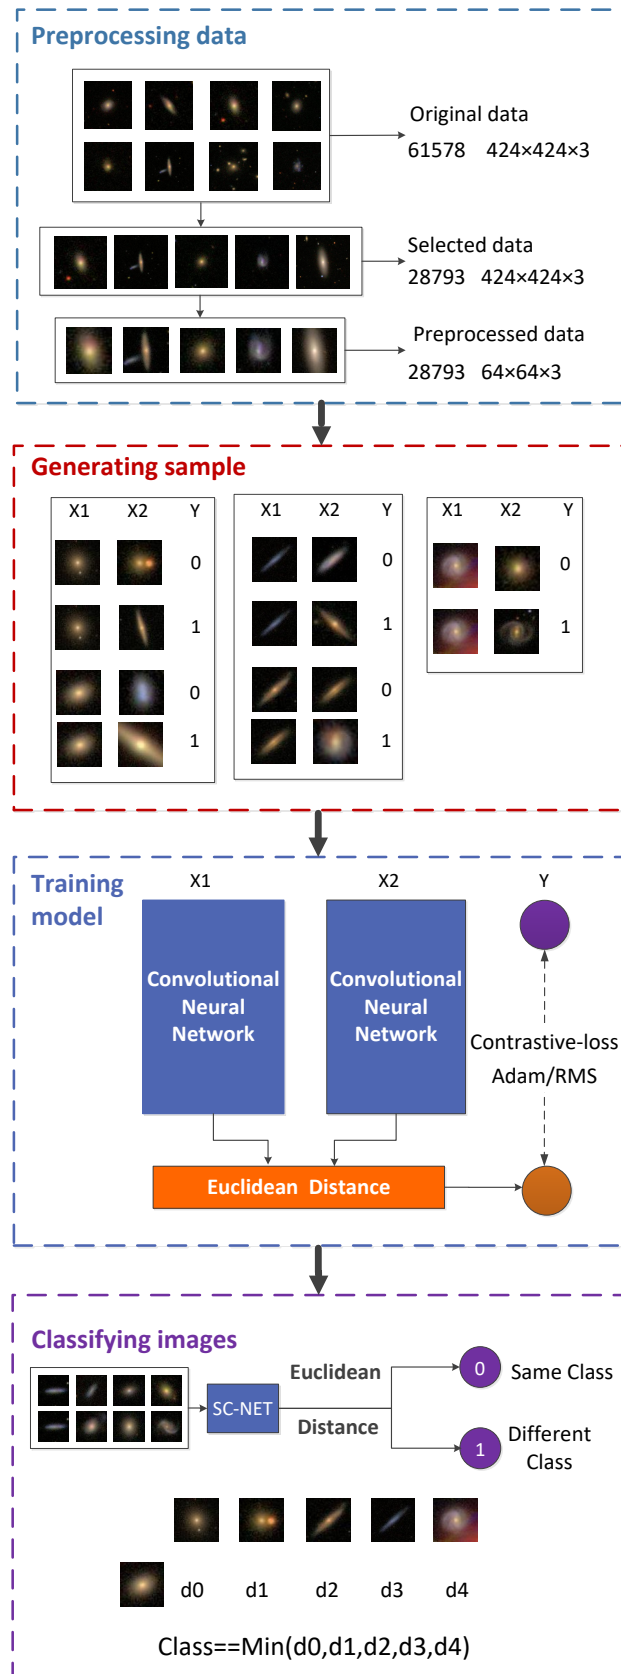 Preprocessing data
Original data
61578 424×424×3
Selected data
28793 424×424×3
Preprocessed data
28793 64×64×3
Generating sample
X1 X2 Y
0
1
0
1
X1 X2 Y
0
1
0
1
X1 X2 Y
0
1
Training
model
X1 X2 Y
Convolutional
Neural
Network
Convolutional
Neural
Network
Contrastive-loss
Adam/RMS
Euclidean Distance
Classifying images
SC-NET
Euclidean
Distance
0 Same Class
1 Different
Class
d0 d1 d2 d3 d4
Class==Min(d0,d1,d2,d3,d4)